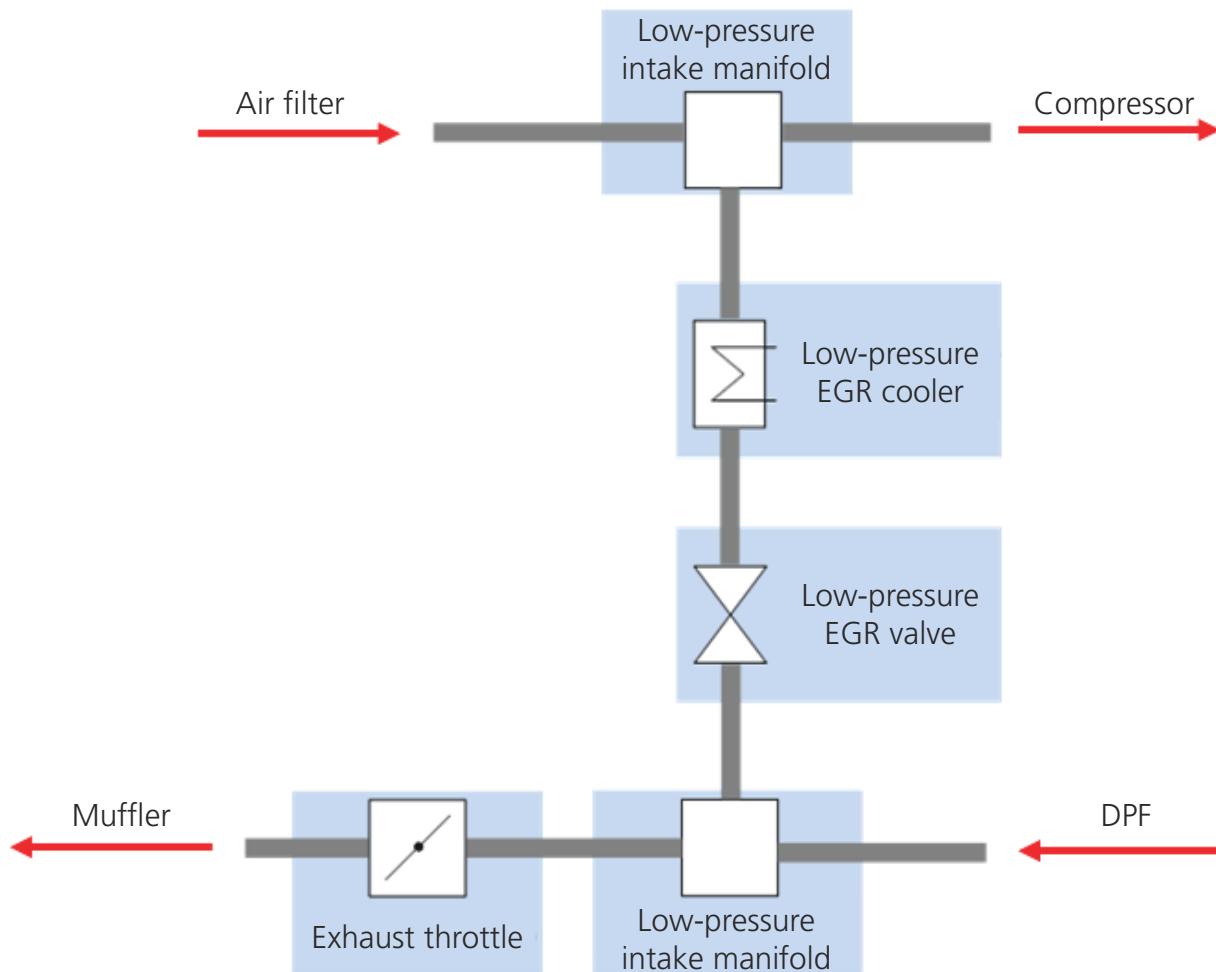 Low-pressure
intake manifold
Air filter
Compressor
Low-pressure
EGR cooler
Low-pressure
EGR valve
Muffler
DPF
Exhaust throttle
Low-pressure
intake manifold